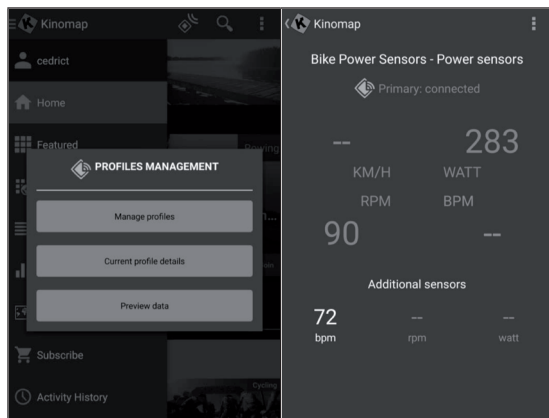 Kinomap
cedrict
Home
Featured
Rowing
PROFILES MANAGEMENT
Manage profiles
Current profile details
Preview data
Subscribe
Activity History
Cycling
Kinomap
Bike Power Sensors - Power sensors
Primary: connected
-- 283
KM/H WATT
RPM BPM
90 --
Additional sensors
72 -- --
bpm rpm watt